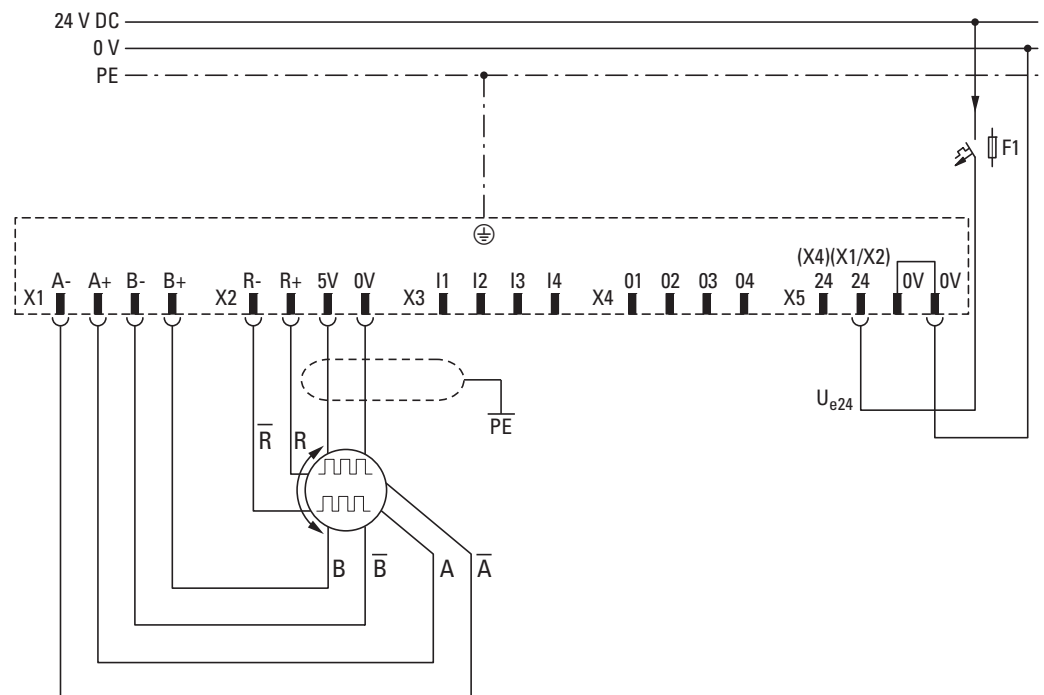 24 V DC
0 V
PE
F1
(X4)(X1/X2)
X1 A- A+ B- B+ X2 R- R+ 5V 0V X3 I1 I2 I3 I4 X4 01 02 03 04 X5 24 24 0V 0V
Ue24
PE
R̅ R
B B̅ A A̅